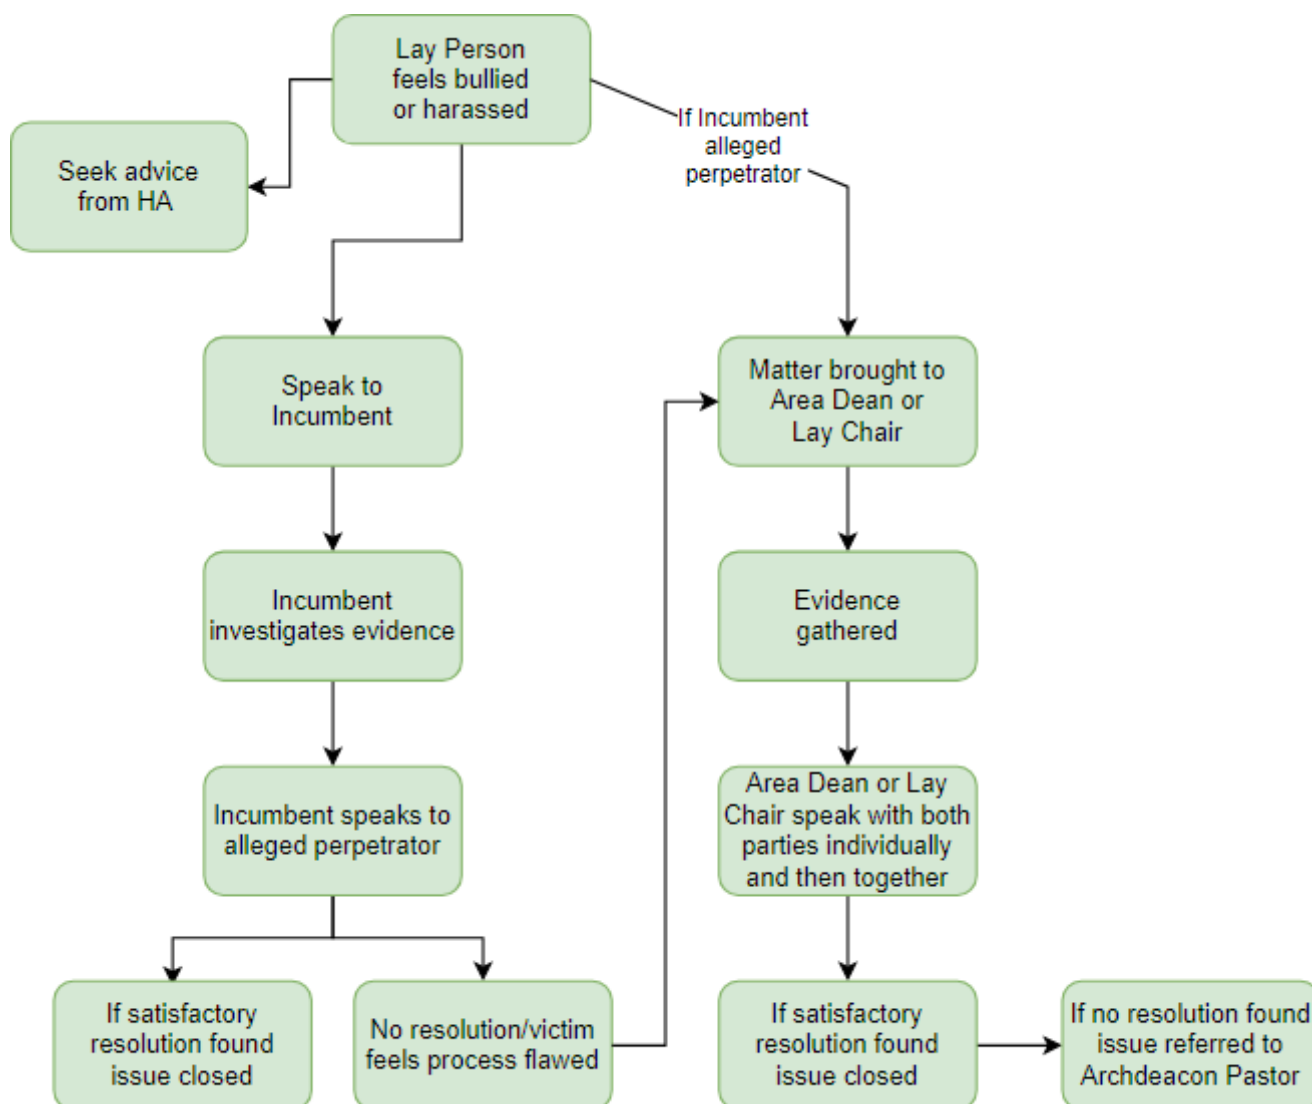 Lay Person
feels bullied
or harassed
Seek advice
from HA
If Incumbent
alleged
perpetrator
Speak to
Incumbent
Matter brought to
Area Dean or
Lay Chair
Incumbent
investigates evidence
Evidence
gathered
Incumbent speaks to
alleged perpetrator
Area Dean or Lay
Chair speak with both
parties individually
and then together
If satisfactory
resolution found
issue closed
No resolution/victim
feels process flawed
If satisfactory
resolution found
issue closed
If no resolution found
issue referred to
Archdeacon Pastor